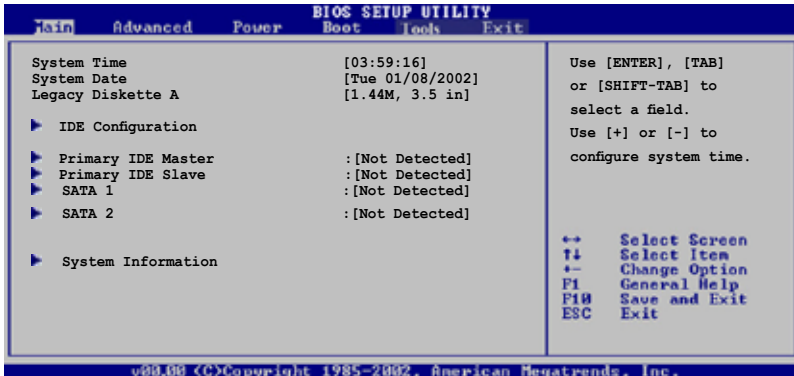 BIOS SETUP UTILITY
Main Advanced Power Boot Tools Exit
System Time [03:59:16]
System Date [Tue 01/08/2002]
Legacy Diskette A [1.44M, 3.5 in]
IDE Configuration
Primary IDE Master :[Not Detected]
Primary IDE Slave :[Not Detected]
SATA 1 :[Not Detected]
SATA 2 :[Not Detected]
System Information
Use [ENTER], [TAB]
or [SHIFT-TAB] to
select a field.
Use [+] or [-] to
configure system time.
↔ Select Screen
↑↓ Select Item
+- Change Option
F1 General Help
F10 Save and Exit
ESC Exit
v00.00 (C)Copyright 1985-2002, American Megatrends, Inc.